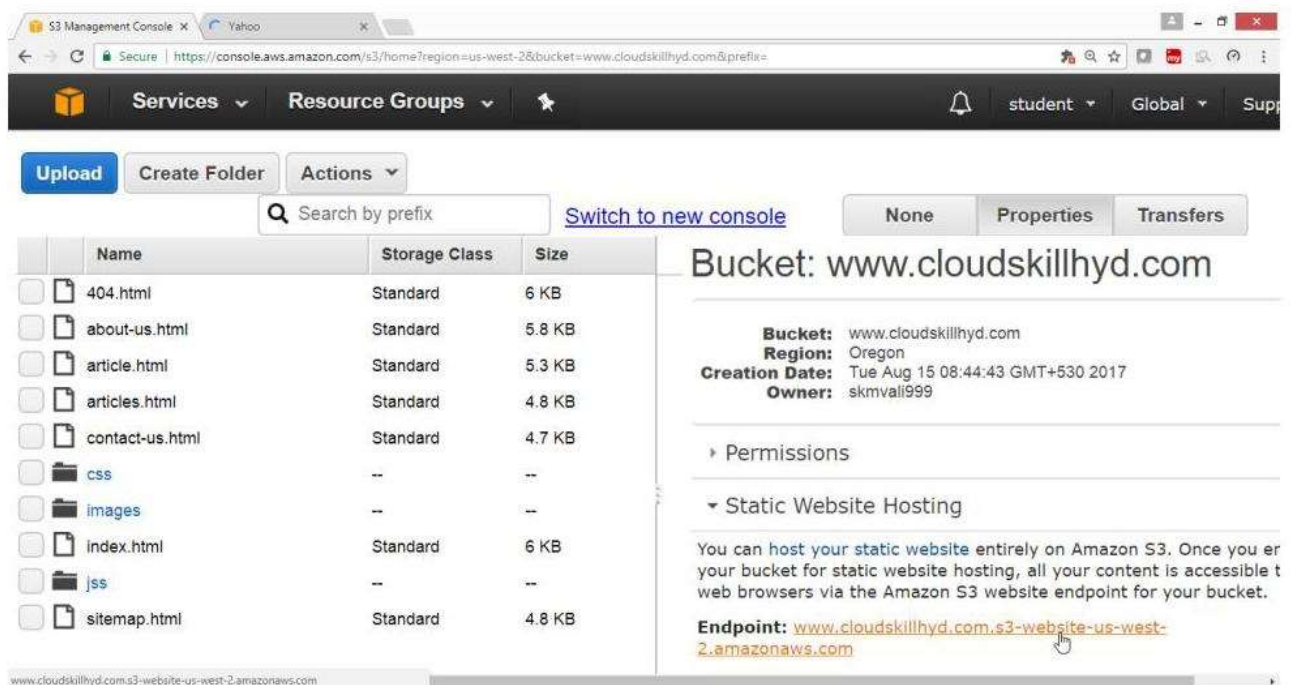 S3 Management Console
Yahoo
Secure | https://console.aws.amazon.com/s3/home?region=us-west-2&bucket=www.cloudskillhyd.com&prefix=
Services Resource Groups student Global Supp
Upload Create Folder Actions
Search by prefix Switch to new console None Properties Transfers
Name Storage Class Size
404.html Standard 6 KB
about-us.html Standard 5.8 KB
article.html Standard 5.3 KB
articles.html Standard 4.8 KB
contact-us.html Standard 4.7 KB
css -- --
images -- --
index.html Standard 6 KB
jss -- --
sitemap.html Standard 4.8 KB
Bucket: www.cloudskillhyd.com
Bucket: www.cloudskillhyd.com
Region: Oregon
Creation Date: Tue Aug 15 08:44:43 GMT+530 2017
Owner: skmvali999
Permissions
Static Website Hosting
You can host your static website entirely on Amazon S3. Once you er
your bucket for static website hosting, all your content is accessible t
web browsers via the Amazon S3 website endpoint for your bucket.
Endpoint: www.cloudskillhyd.com.s3-website-us-west-
2.amazonaws.com
www.cloudskillhyd.com.s3-website-us-west-2.amazonaws.com